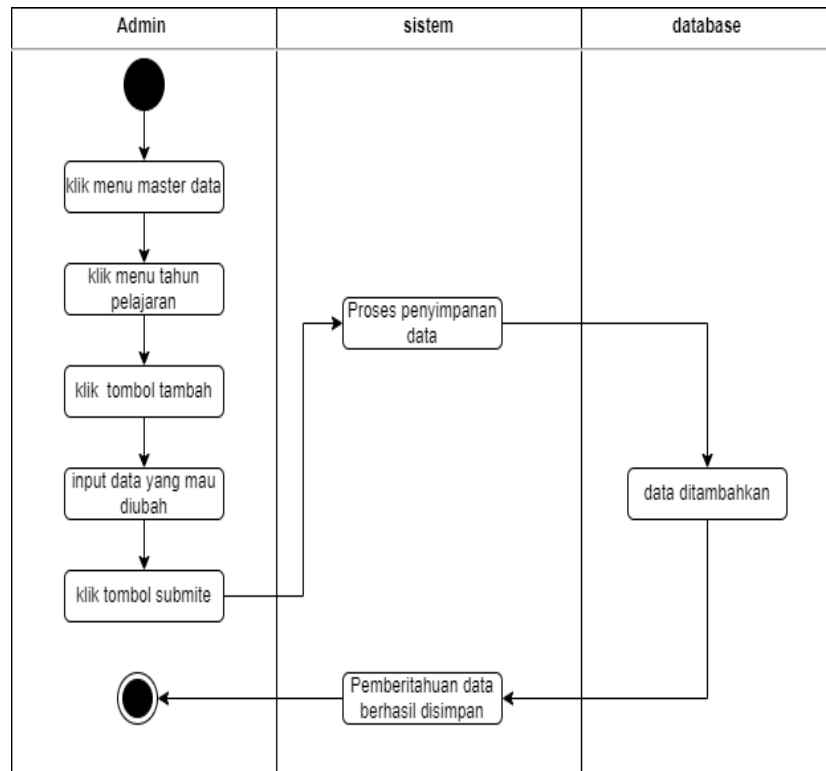 Admin
sistem
database
klik menu master data
klik menu tahun
pelajaran
klik tombol tambah
input data yang mau
diubah
klik tombol submite
Proses penyimpanan
data
data ditambahkan
Pemberitahuan data
berhasil disimpan